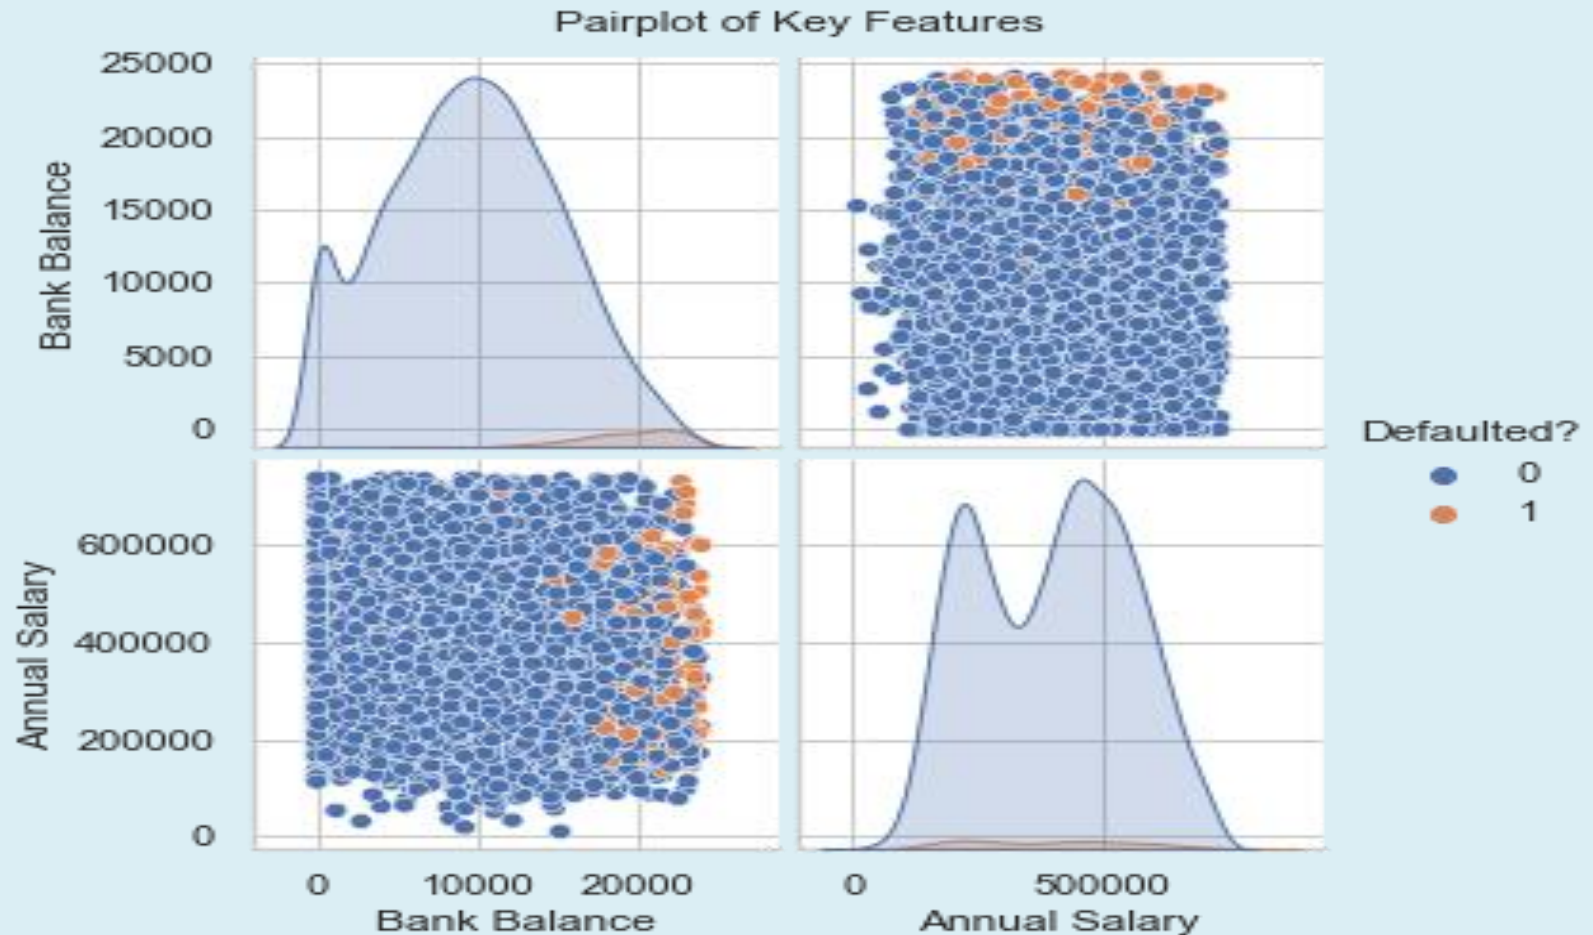 Pairplot of Key Features
25000
20000
15000
10000
5000
0
Bank Balance
600000
400000
200000
0
Annual Salary
0 10000 20000
Bank Balance
0 500000
Annual Salary
Defaulted?
0
1